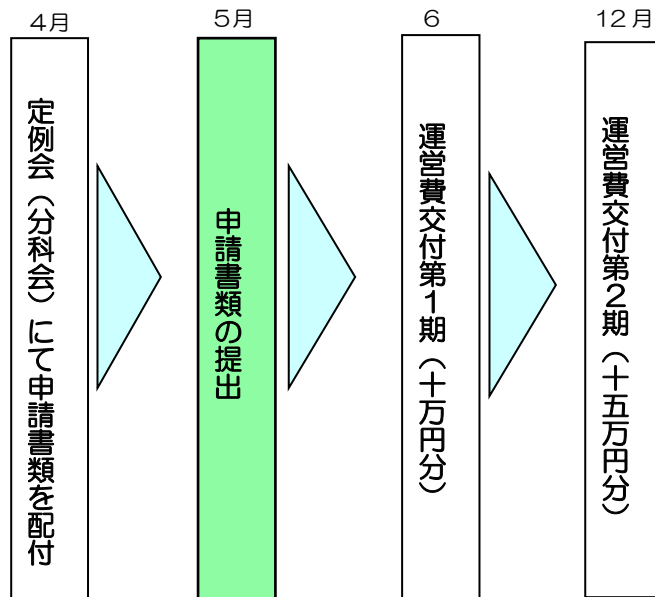 4月
定例会（分科会）にて申請書類を配付
5月
申請書類の提出
6
運営費交付第1期（十万円分）
12月
運営費交付第2期（十五万円分）